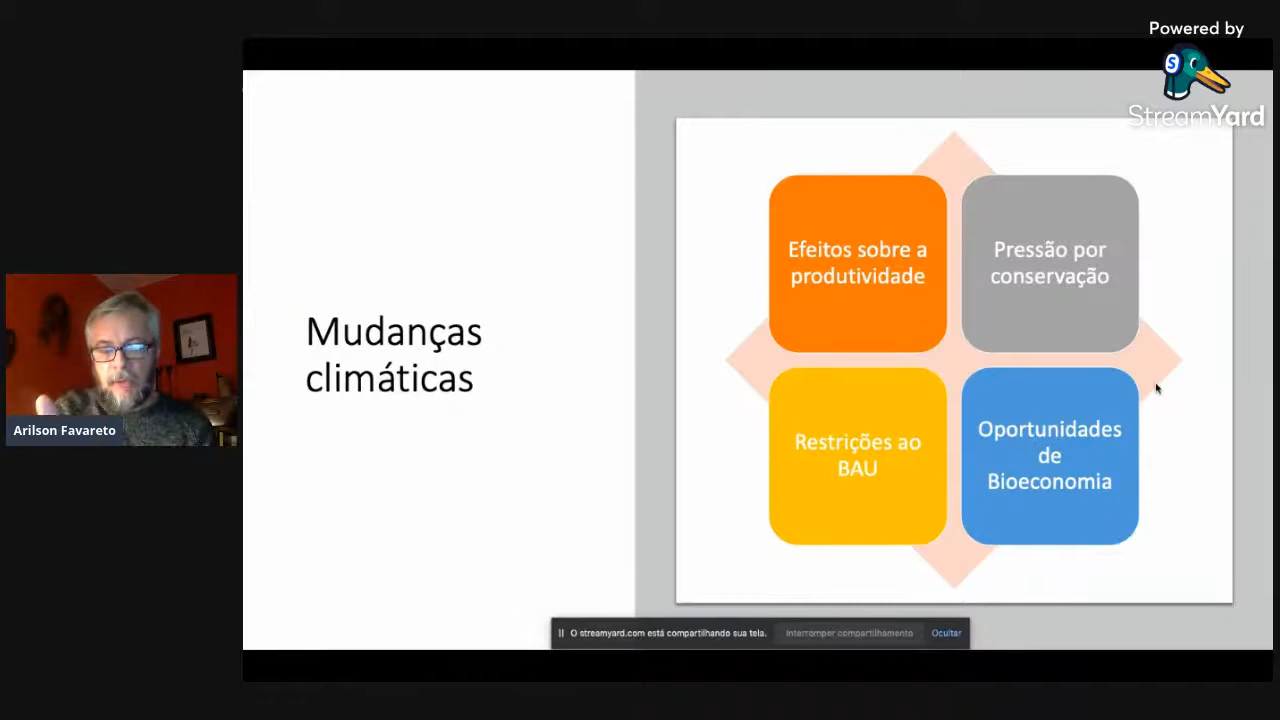 Powered by
StreamYard
Efeitos sobre a
produtividade
Pressão por
conservação
Mudanças
climáticas
Restrições ao
BAU
Oportunidades
de
Bioeconomia
Arilson Favareto
O streamyard.com está compartilhando sua tela.
Interromper compartilhamento
Ocultar